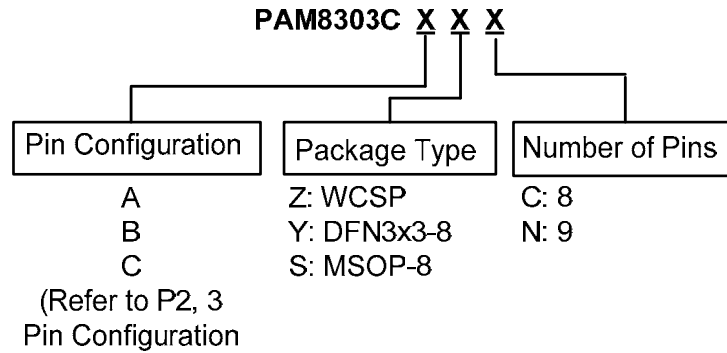 PAM8303C X X X
Pin Configuration
Package Type
Number of Pins
A
B
C
(Refer to P2, 3
Pin Configuration
Z: WCSP
Y: DFN3x3-8
S: MSOP-8
C: 8
N: 9